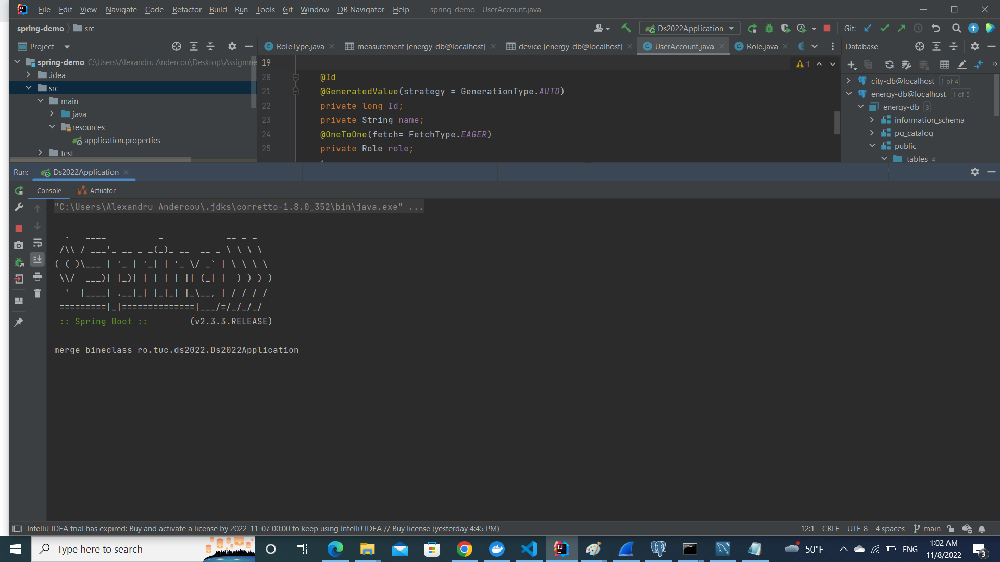 File Edit View Navigate Code Refactor Build Run Tools Git Window DB Navigator Help spring-demo - UserAccount.java
spring-demo src Ds2022Application Git:
Project RoleType.java measurement [energy-db@localhost] device [energy-db@localhost] UserAccount.java Role.java Database
spring-demo C:\Users\Alexandru Andercou\Desktop\Assigmne
.idea
src
main
java
resources
application.properties
test
19
20 @Id
21 @GeneratedValue(strategy = GenerationType.AUTO)
22 private long Id;
23 private String name;
24 @OneToOne(fetch= FetchType.EAGER)
25 private Role role;
1
city-db@localhost 1 of 4
energy-db@localhost 1 of 5
energy-db 3
information_schema
pg_catalog
public
tables 4
Run: Ds2022Application
Console Actuator
"C:\Users\Alexandru Andercou\.jdks\corretto-1.8.0_352\bin\java.exe" ...
  .   ____          _            __ _ _
 /\\ / ___'_ __ _ _(_)_ __  __ _ \ \ \ \
( ( )\___ | '_ | '_| | '_ \/ _` | \ \ \ \
 \\/  ___)| |_)| | | | | || (_| |  ) ) ) )
  '  |____| .__|_| |_|_| |_\__, | / / / /
 =========|_|==============|___/=/_/_/_/
:: Spring Boot :: (v2.3.3.RELEASE)
merge bineclass ro.tuc.ds2022.Ds2022Application
IntelliJ IDEA trial has expired: Buy and activate a license by 2022-11-07 00:00 to keep using IntelliJ IDEA // Buy license (yesterday 4:45 PM) 12:1 CRLF UTF-8 4 spaces main
Type here to search 50°F ENG 1:02 AM
11/8/2022 3